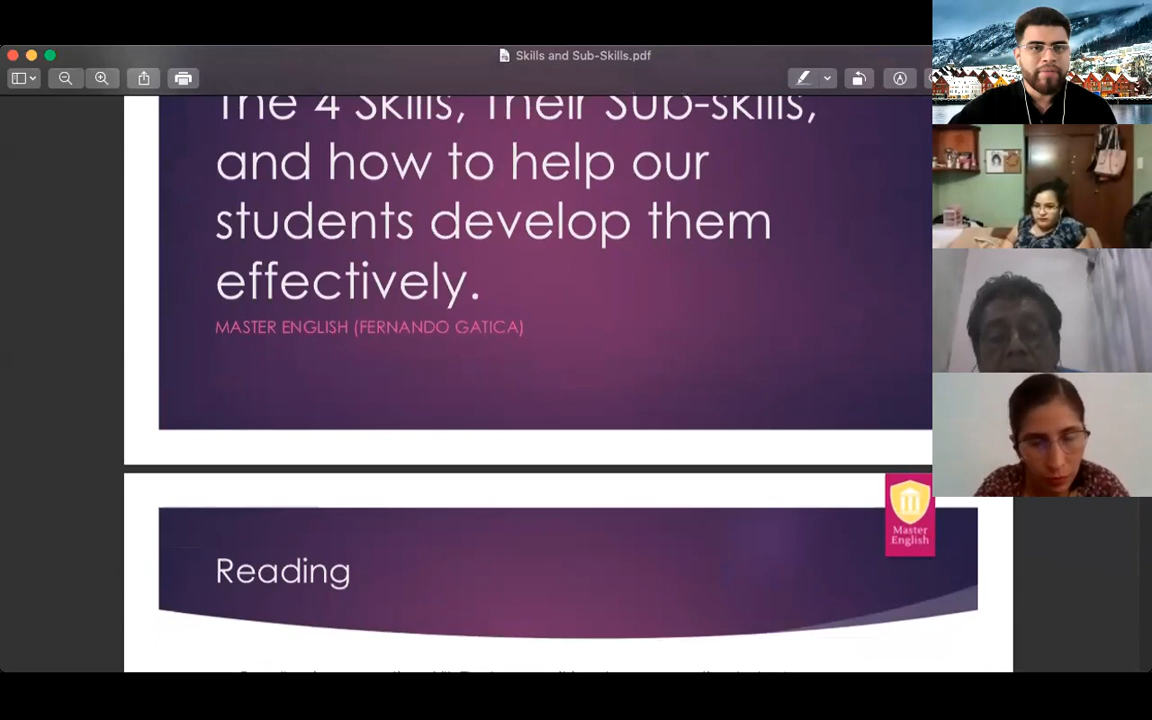 Skills and Sub-Skills.pdf
The 4 Skills, Their Sub-skills,
and how to help our
students develop them
effectively.
MASTER ENGLISH (FERNANDO GATICA)
Master
English
Reading